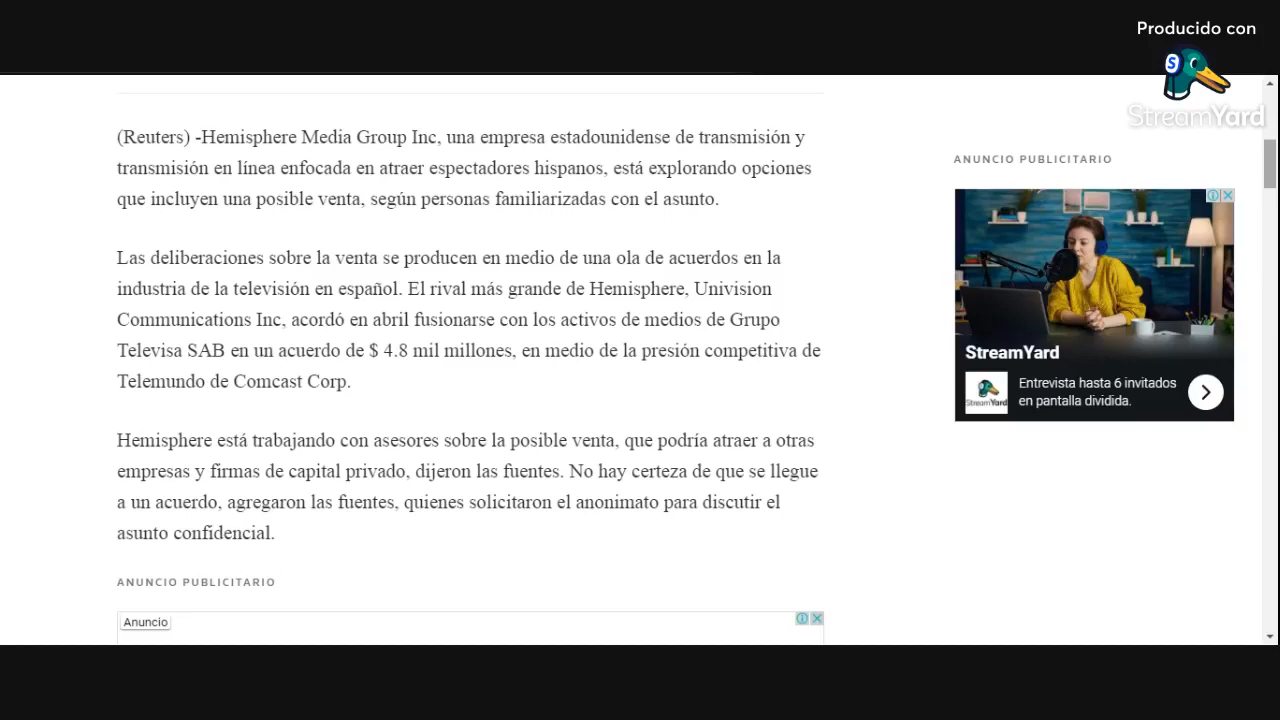 Producido con
StreamYard
(Reuters) -Hemisphere Media Group Inc, una empresa estadounidense de transmisión y
transmisión en línea enfocada en atraer espectadores hispanos, está explorando opciones
que incluyen una posible venta, según personas familiarizadas con el asunto.
Las deliberaciones sobre la venta se producen en medio de una ola de acuerdos en la
industria de la televisión en español. El rival más grande de Hemisphere, Univision
Communications Inc, acordó en abril fusionarse con los activos de medios de Grupo
Televisa SAB en un acuerdo de $ 4.8 mil millones, en medio de la presión competitiva de
Telemundo de Comcast Corp.
Hemisphere está trabajando con asesores sobre la posible venta, que podría atraer a otras
empresas y firmas de capital privado, dijeron las fuentes. No hay certeza de que se llegue
a un acuerdo, agregaron las fuentes, quienes solicitaron el anonimato para discutir el
asunto confidencial.
ANUNCIO PUBLICITARIO
Anuncio
ANUNCIO PUBLICITARIO
StreamYard
StreamYard
Entrevista hasta 6 invitados
en pantalla dividida.